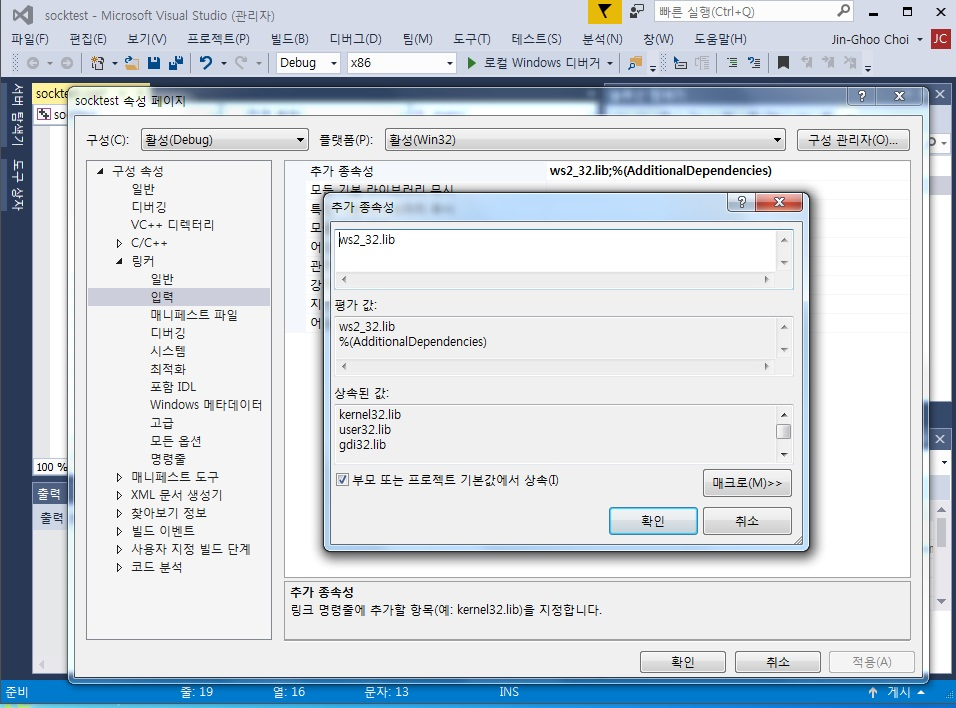 socktest - Microsoft Visual Studio (관리자)
빠른 실행(Ctrl+Q)
파일(F) 편집(E) 보기(V) 프로젝트(P) 빌드(B) 디버그(D) 팀(M) 도구(T) 테스트(S) 분석(N) 창(W) 도움말(H) Jin-Ghoo Choi JC
Debug x86 로컬 Windows 디버거
서버 탐색기
도구 상자
sockte
so
100 %
출력
출력
socktest 속성 페이지
구성(C): 활성(Debug) 플랫폼(P): 활성(Win32) 구성 관리자(O)...
구성 속성
일반
디버깅
VC++ 디렉터리
C/C++
링커
일반
입력
매니페스트 파일
디버깅
시스템
최적화
포함 IDL
Windows 메타데이터
고급
모든 옵션
명령줄
매니페스트 도구
XML 문서 생성기
찾아보기 정보
빌드 이벤트
사용자 지정 빌드 단계
코드 분석
추가 종속성 ws2_32.lib;%(AdditionalDependencies)
모든 기본 라이브러리 무시
특
모
어
관
강
지
어
추가 종속성
ws2_32.lib
평가 값:
ws2_32.lib
%(AdditionalDependencies)
상속된 값:
kernel32.lib
user32.lib
gdi32.lib
부모 또는 프로젝트 기본값에서 상속(I)
매크로(M)>>
확인 취소
추가 종속성
링크 명령줄에 추가할 항목(예: kernel32.lib)을 지정합니다.
확인 취소 적용(A)
준비 줄: 19 열: 16 문자: 13 INS 게시